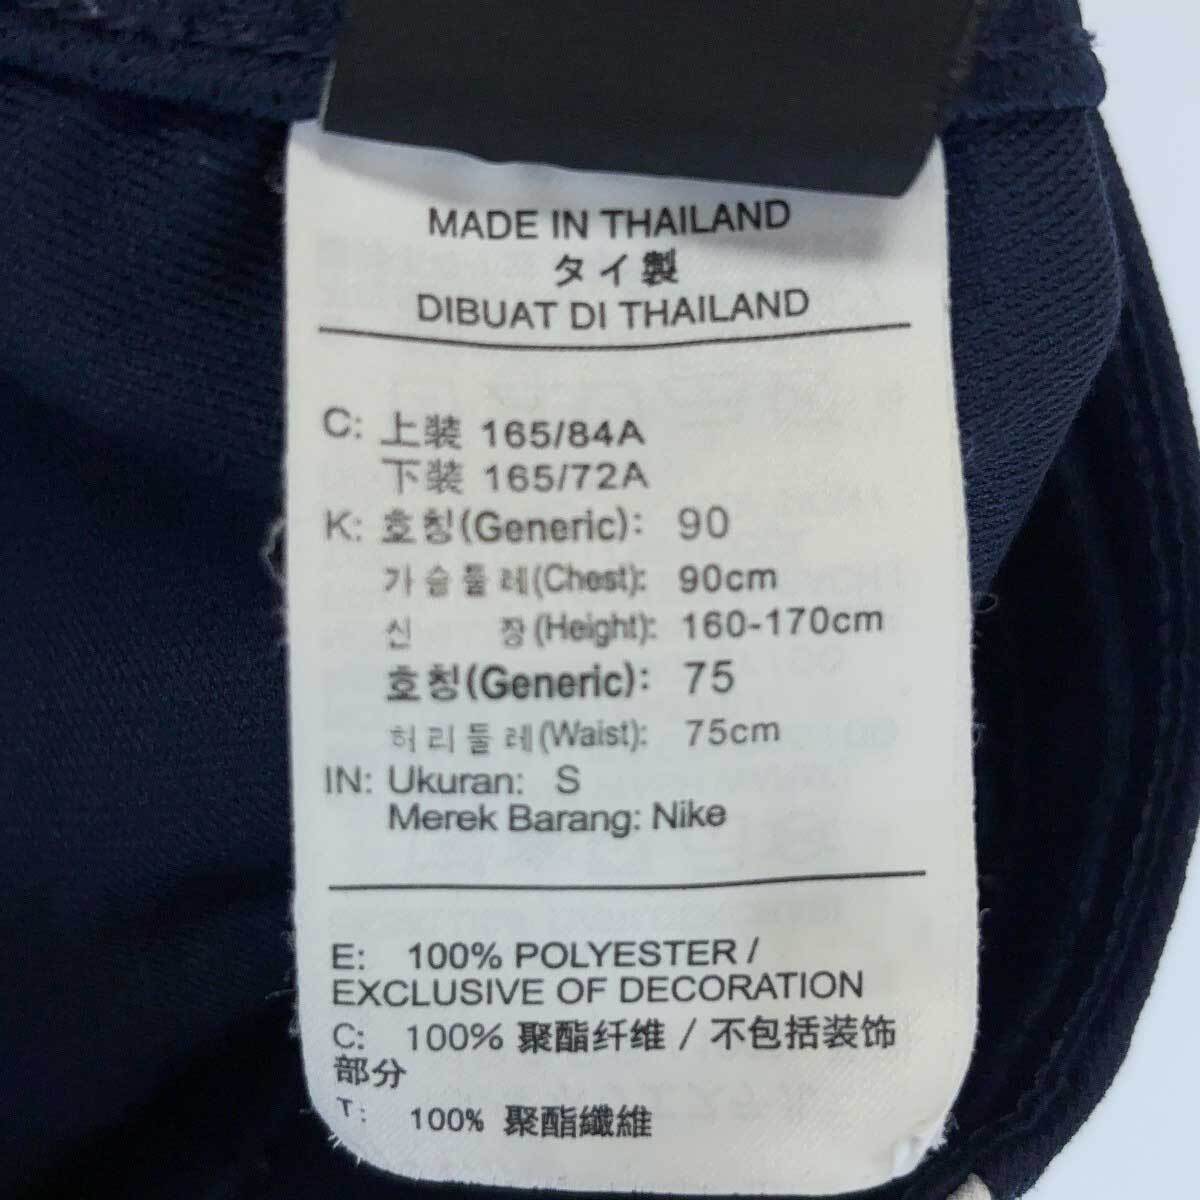 MADE IN THAILAND
タイ製
DIBUAT DI THAILAND
C: 上装 165/84A
下装 165/72A
K: 호칭(Generic): 90
가슴둘레(Chest): 90cm
신 장(Height): 160-170cm
호칭(Generic): 75
허리둘레(Waist): 75cm
IN: Ukuran: S
Merek Barang: Nike
E: 100% POLYESTER /
EXCLUSIVE OF DECORATION
C: 100% 聚酯纤维 / 不包括装饰
部分
T: 100% 聚酯纖維